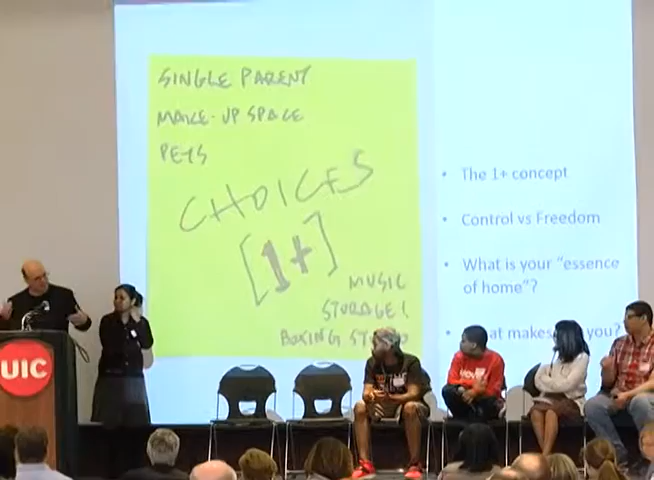 SINGLE PARENT
MAKE-UP SPACE
PETS
CHOICES
[1+]
MUSIC
STORAGE!
BOXING
• The 1+ concept
• Control vs Freedom
• What is your "essence
of home"?
• makes you?
UIC